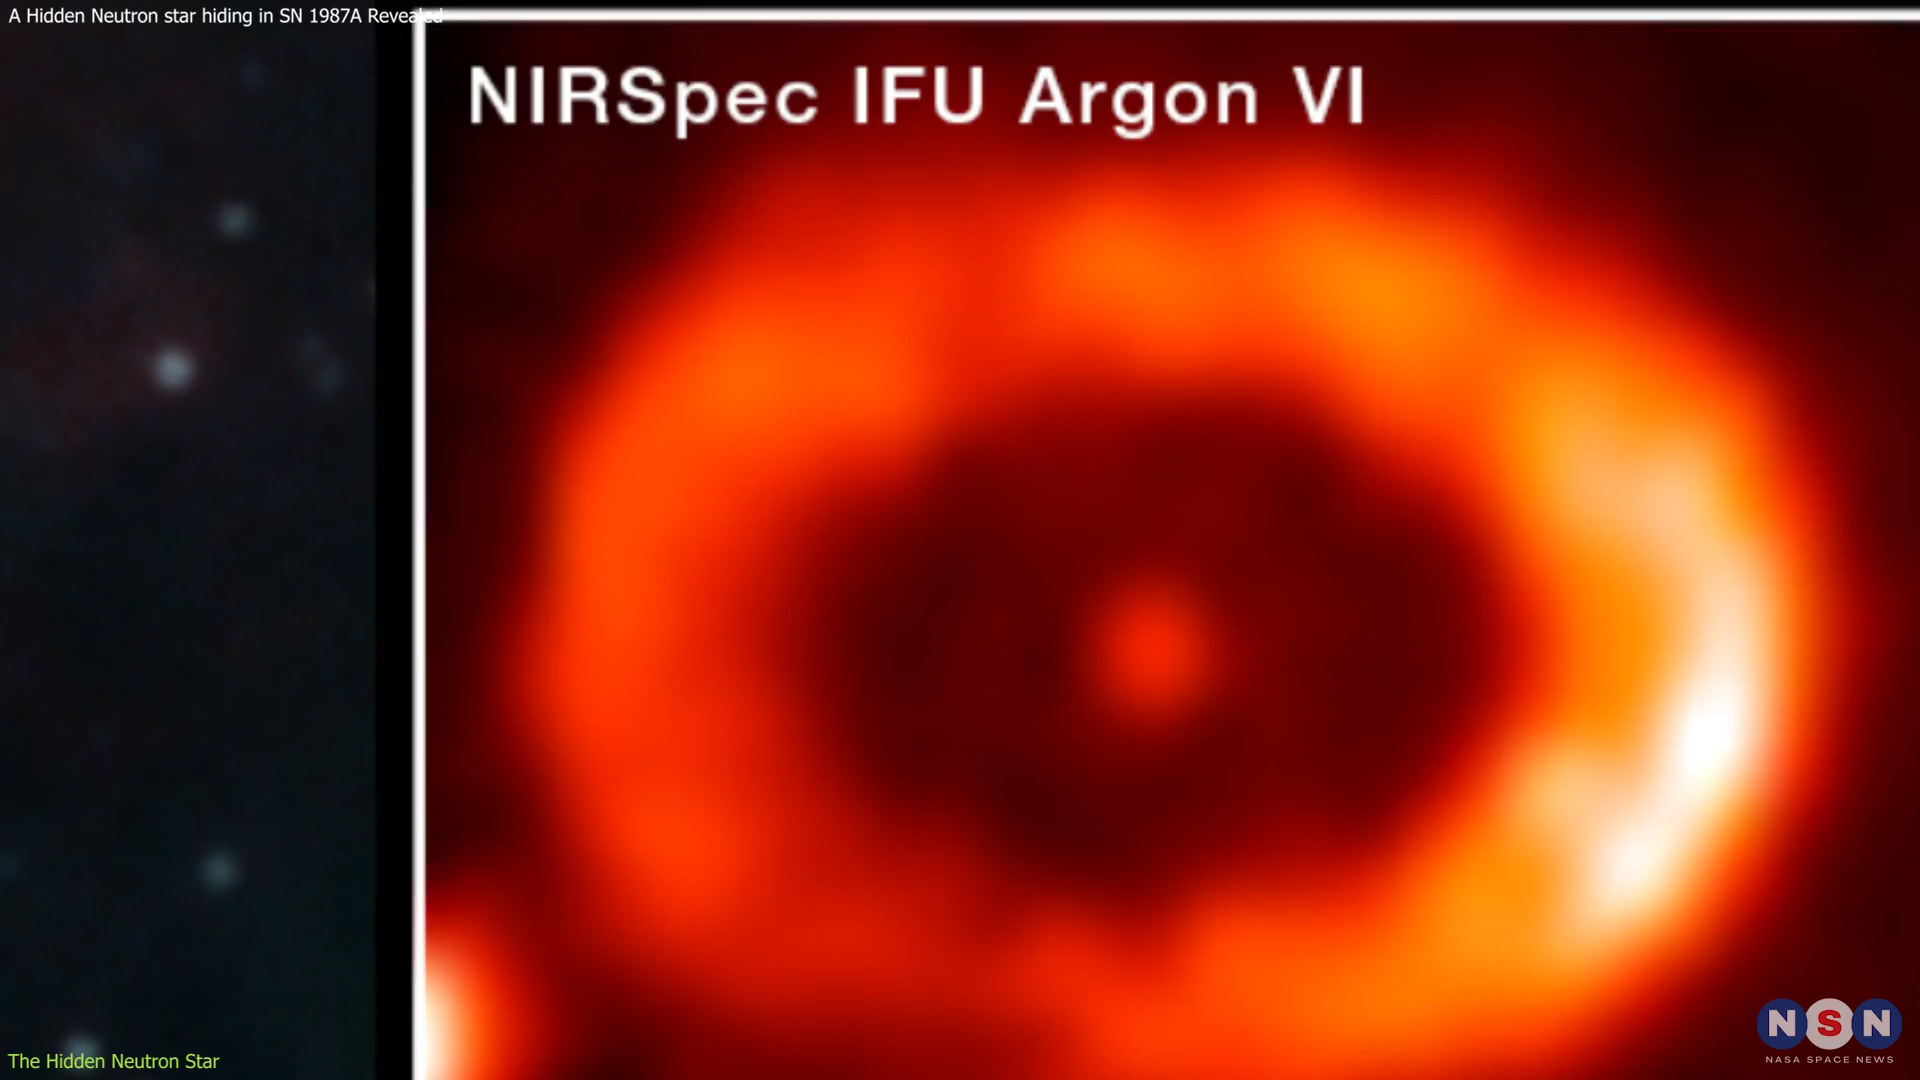 A Hidden Neutron star hiding in SN 1987A Revealed
NIRSpec IFU Argon VI
The Hidden Neutron Star
NSN
NASA SPACE NEWS